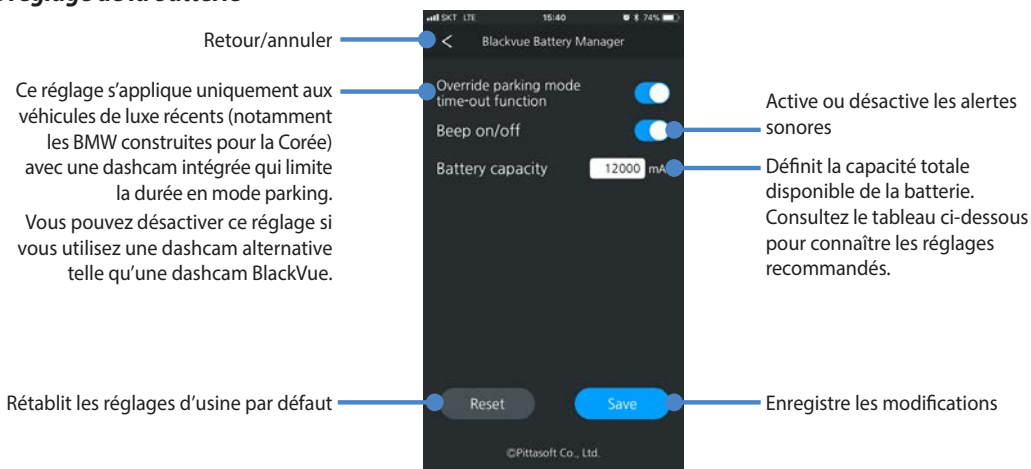 réglage de la batterie
Retour/annuler
Ce réglage s’applique uniquement aux
véhicules de luxe récents (notamment
les BMW construites pour la Corée)
avec une dashcam intégrée qui limite
la durée en mode parking.
Vous pouvez désactiver ce réglage si
vous utilisez une dashcam alternative
telle qu’une dashcam BlackVue.
Rétablit les réglages d’usine par défaut
SKT LTE 15:40 74%
< Blackvue Battery Manager
Override parking mode
time-out function
Beep on/off
Battery capacity 12000 mA
Reset Save
©Pittasoft Co., Ltd.
Active ou désactive les alertes
sonores
Définit la capacité totale
disponible de la batterie.
Consultez le tableau ci-dessous
pour connaître les réglages
recommandés.
Enregistre les modifications